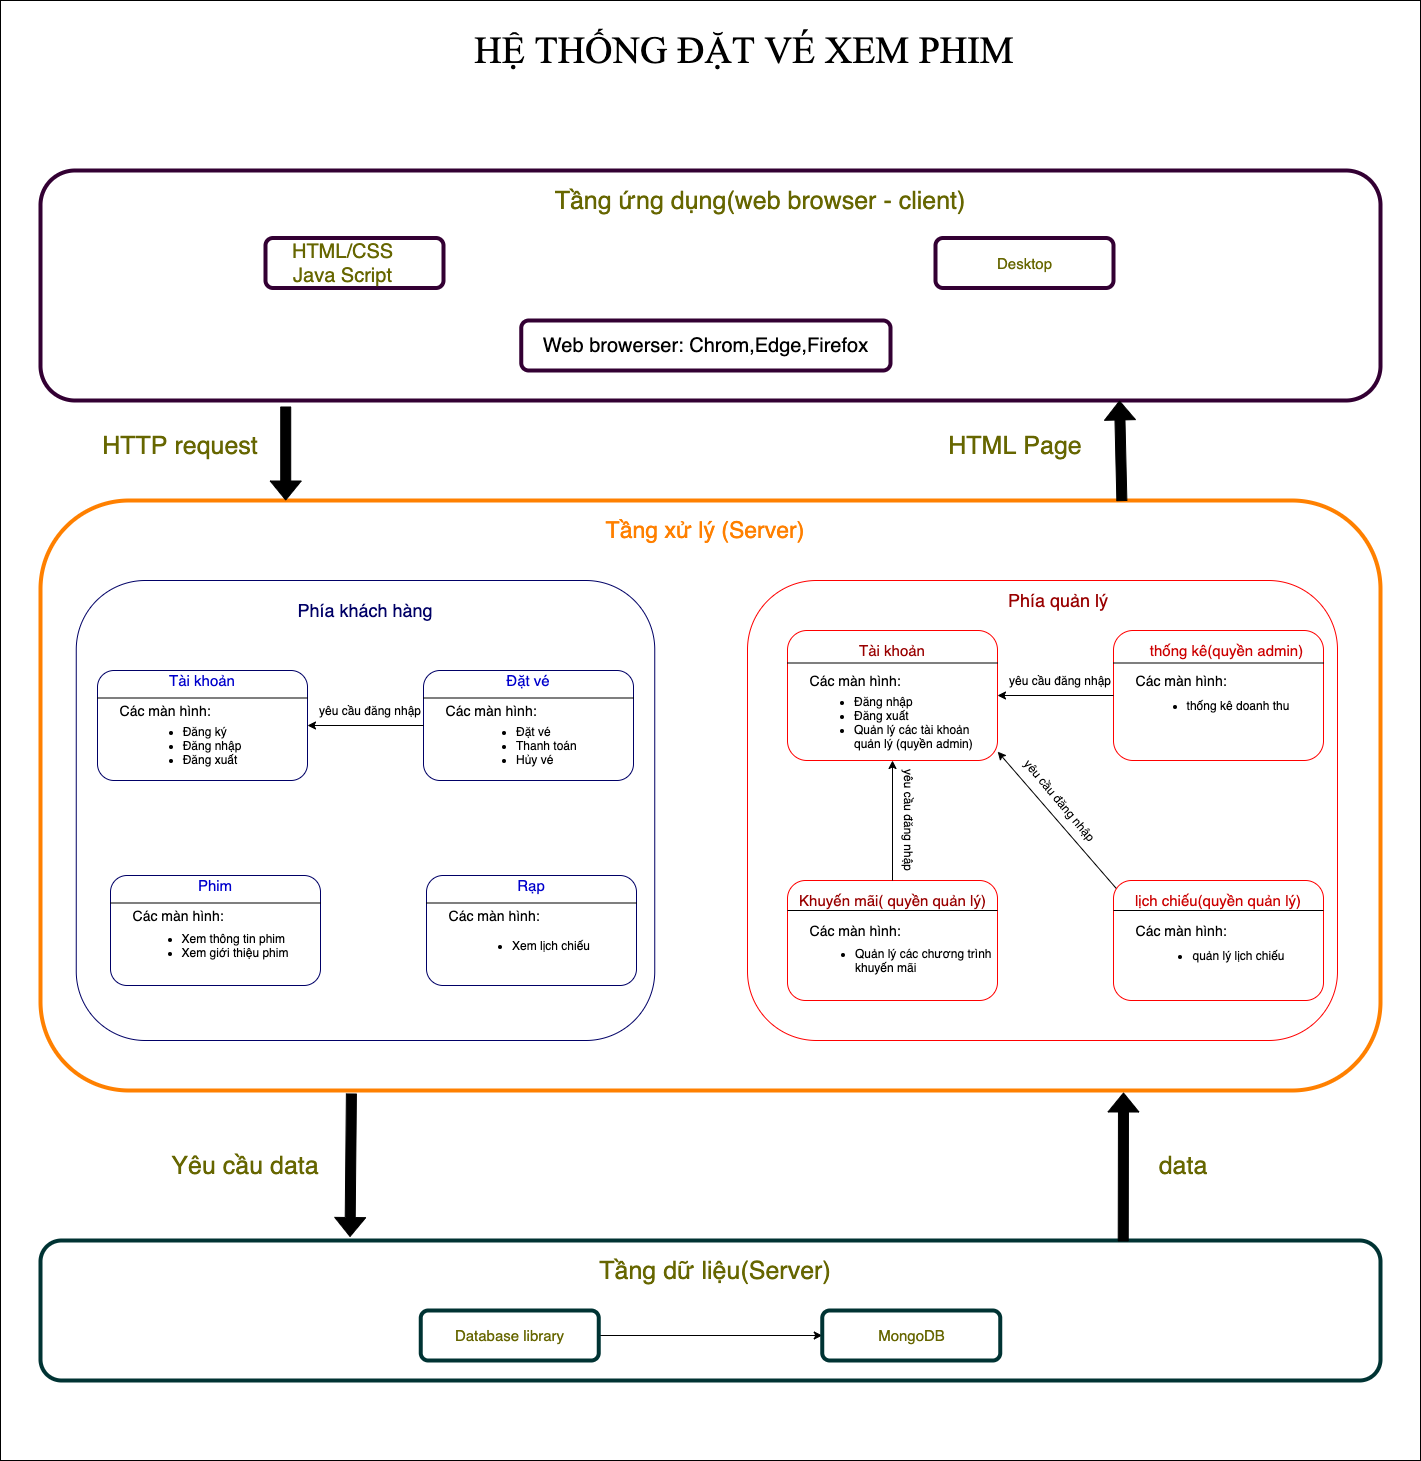 HỆ THỐNG ĐẶT VÉ XEM PHIM
Tầng ứng dụng(web browser - client)
HTML/CSS
Java Script
Desktop
Web browerser: Chrom,Edge,Firefox
HTTP request
HTML Page
Tầng xử lý (Server)
Phía khách hàng
Tài khoản
Các màn hình:
Đăng ký
Đăng nhập
Đăng xuất
yêu cầu đăng nhập
Đặt vé
Các màn hình:
Đặt vé
Thanh toán
Hủy vé
Phim
Các màn hình:
Xem thông tin phim
Xem giới thiệu phim
Rạp
Các màn hình:
Xem lịch chiếu
Phía quản lý
Tài khoản
Các màn hình:
Đăng nhập
Đăng xuất
Quản lý các tài khoản
quản lý (quyền admin)
yêu cầu đăng nhập
thống kê(quyền admin)
Các màn hình:
thống kê doanh thu
yêu cầu đăng nhập
yêu cầu đăng nhập
Khuyến mãi( quyền quản lý)
Các màn hình:
Quản lý các chương trình
khuyến mãi
lịch chiếu(quyền quản lý)
Các màn hình:
quản lý lịch chiếu
Yêu cầu data
data
Tầng dữ liệu(Server)
Database library
MongoDB